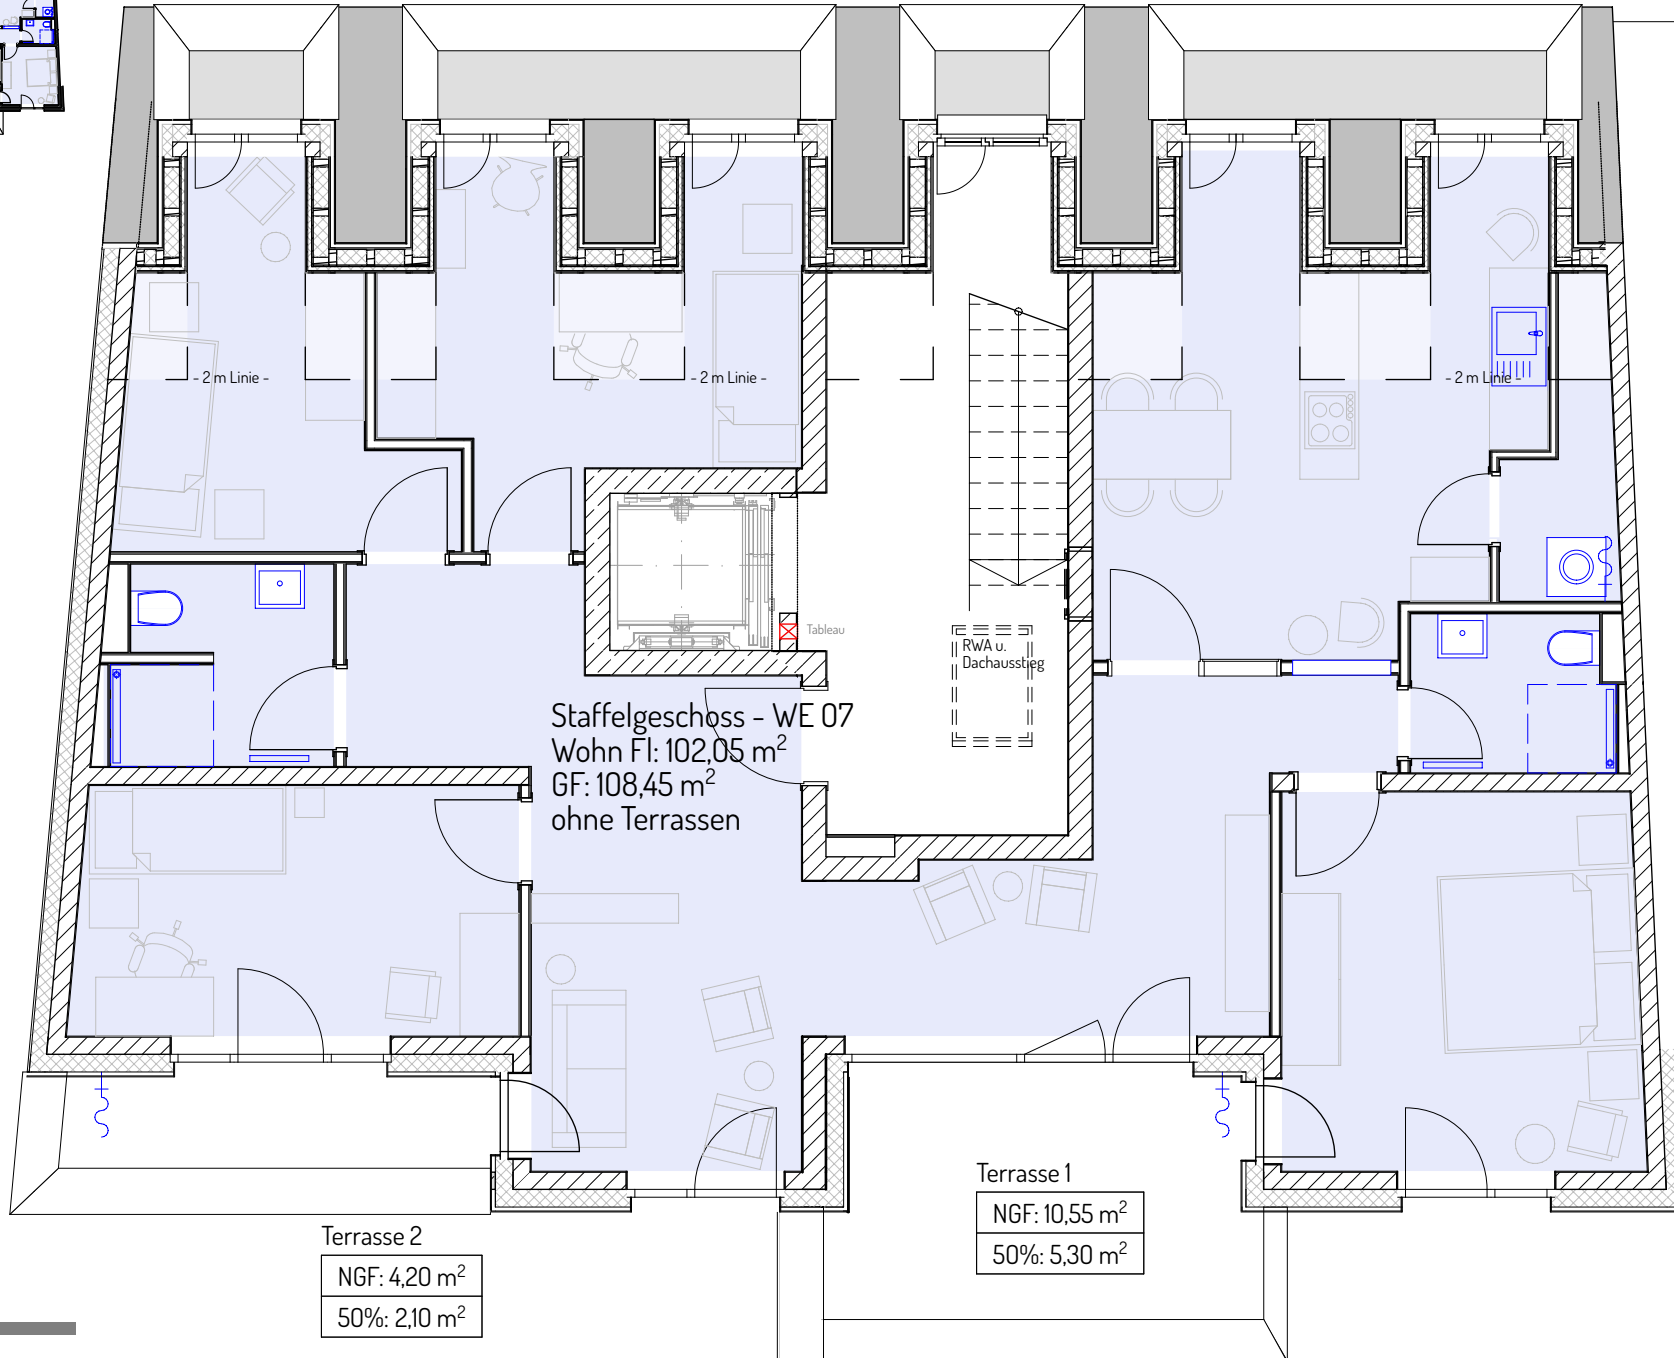 - 2 m Linie -
- 2 m Linie -
- 2 m Linie -
Tableau
RWA u.
Dachausstieg
Staffelgeschoss - WE 07
Wohn Fl: 102,05 m²
GF: 108,45 m²
ohne Terrassen
Terrasse 1
NGF: 10,55 m²
50%: 5,30 m²
Terrasse 2
NGF: 4,20 m²
50%: 2,10 m²